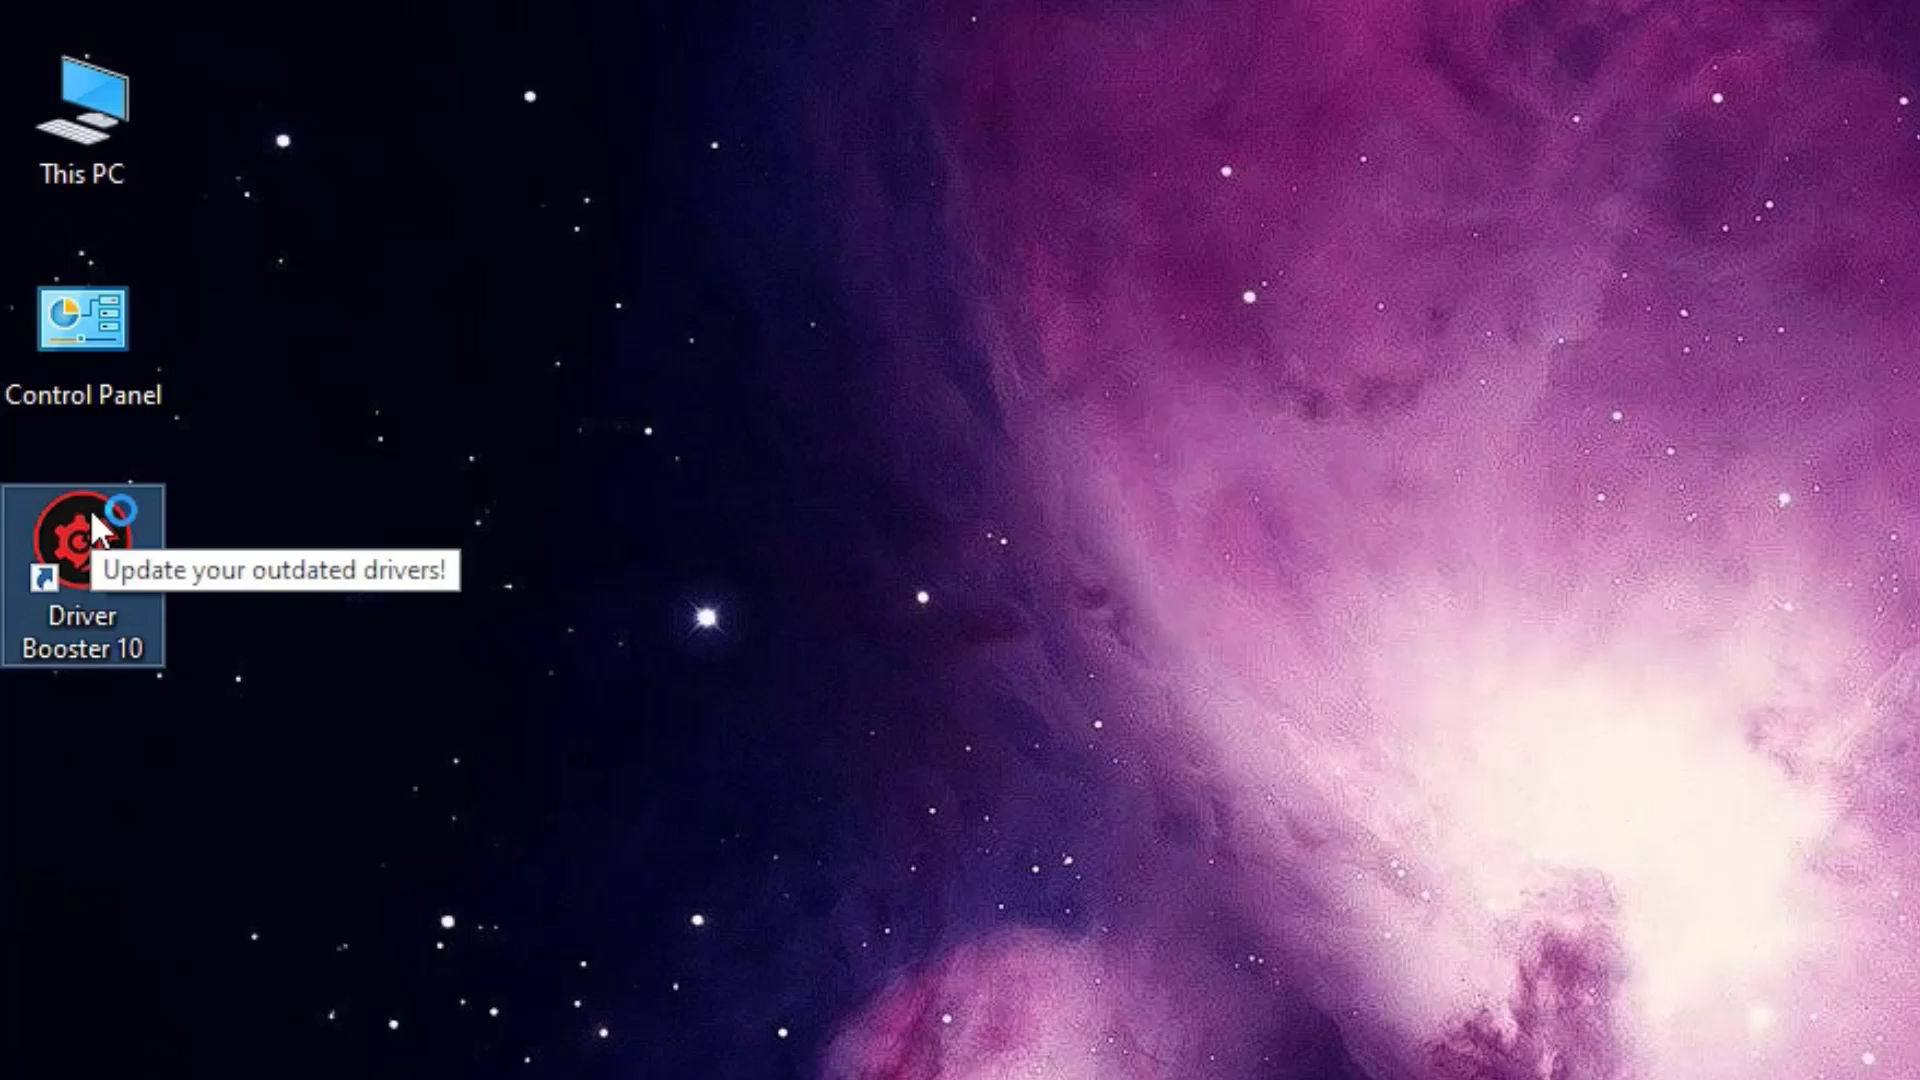 This PC
Control Panel
Update your outdated drivers!
Driver
Booster 10